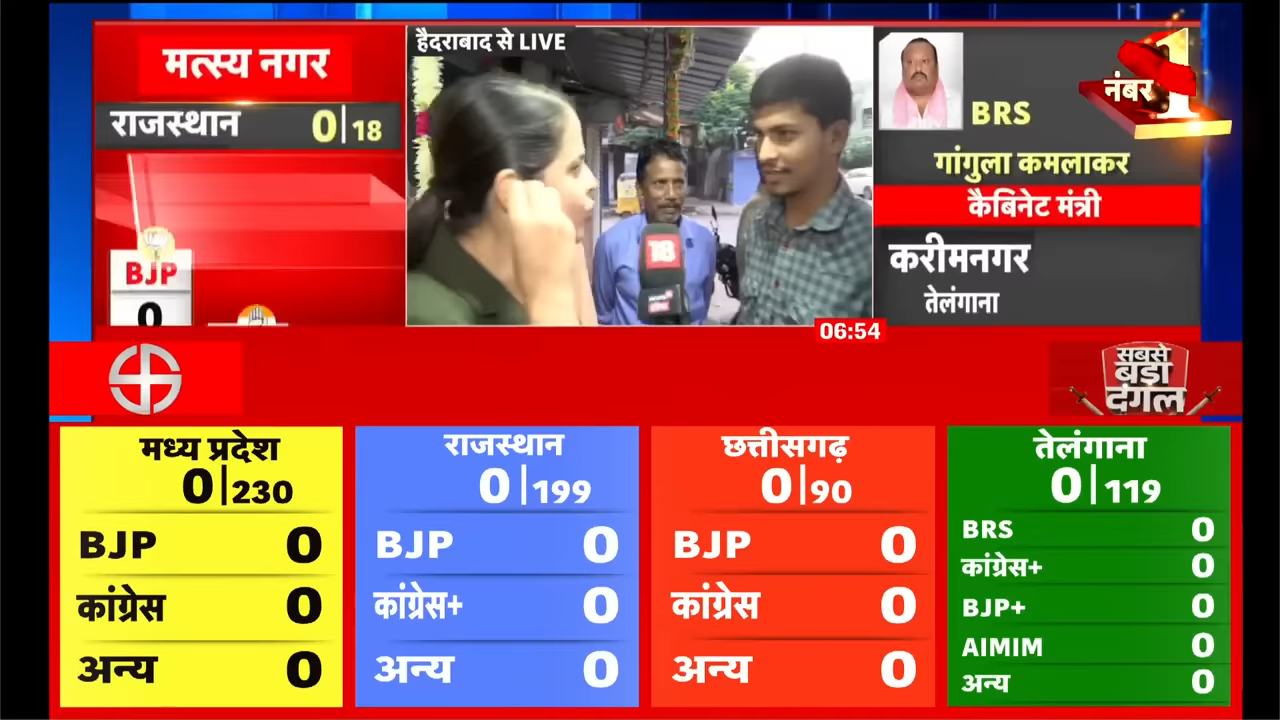 मत्स्य नगर
राजस्थान 0|18
BJP
0
हैदराबाद से LIVE
18
06:54
नंबर 1
BRS
गांगुला कमलाकर
कैबिनेट मंत्री
करीमनगर
तेलंगाना
सबसे
बड़ा
दंगल
मध्य प्रदेश
0|230
BJP 0
कांग्रेस 0
अन्य 0
राजस्थान
0|199
BJP 0
कांग्रेस+ 0
अन्य 0
छत्तीसगढ़
0|90
BJP 0
कांग्रेस 0
अन्य 0
तेलंगाना
0|119
BRS 0
कांग्रेस+ 0
BJP+ 0
AIMIM 0
अन्य 0